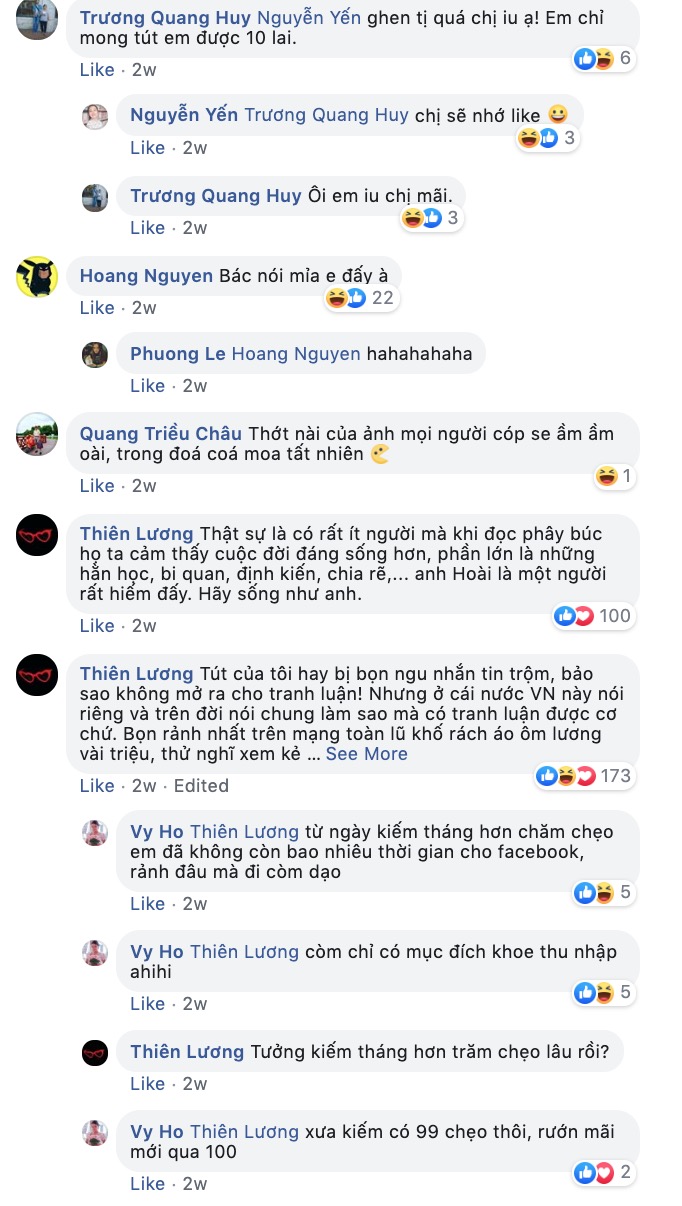 Trương Quang Huy Nguyễn Yến ghen tị quá chị iu ạ! Em chỉ
mong tút em được 10 lai.
6
Like · 2w
Nguyễn Yến Trương Quang Huy chị sẽ nhớ like 😀
3
Like · 2w
Trương Quang Huy Ôi em iu chị mãi.
3
Like · 2w
Hoang Nguyen Bác nói mỉa e đấy à
22
Like · 2w
Phuong Le Hoang Nguyen hahahahaha
Like · 2w
Quang Triều Châu Thớt nài của ảnh mọi người cóp se ầm ầm
oài, trong đoá coá moa tất nhiên
1
Like · 2w
Thiên Lương Thật sự là có rất ít người mà khi đọc phây búc
họ ta cảm thấy cuộc đời đáng sống hơn, phần lớn là những
hằn học, bi quan, định kiến, chia rẽ,... anh Hoài là một người
rất hiếm đấy. Hãy sống như anh.
100
Like · 2w
Thiên Lương Tút của tôi hay bị bọn ngu nhắn tin trộm, bảo
sao không mở ra cho tranh luận! Nhưng ở cái nước VN này nói
riêng và trên đời nói chung làm sao mà có tranh luận được cơ
chứ. Bọn rảnh nhất trên mạng toàn lũ khố rách áo ôm lương
vài triệu, thử nghĩ xem kẻ ... See More
173
Like · 2w · Edited
Vy Ho Thiên Lương từ ngày kiếm tháng hơn chăm chẹo
em đã không còn bao nhiêu thời gian cho facebook,
rảnh đâu mà đi còm dạo
5
Like · 2w
Vy Ho Thiên Lương còm chỉ có mục đích khoe thu nhập
ahihi
5
Like · 2w
Thiên Lương Tưởng kiếm tháng hơn trăm chẹo lâu rồi?
Like · 2w
Vy Ho Thiên Lương xưa kiếm có 99 chẹo thôi, rướn mãi
mới qua 100
2
Like · 2w